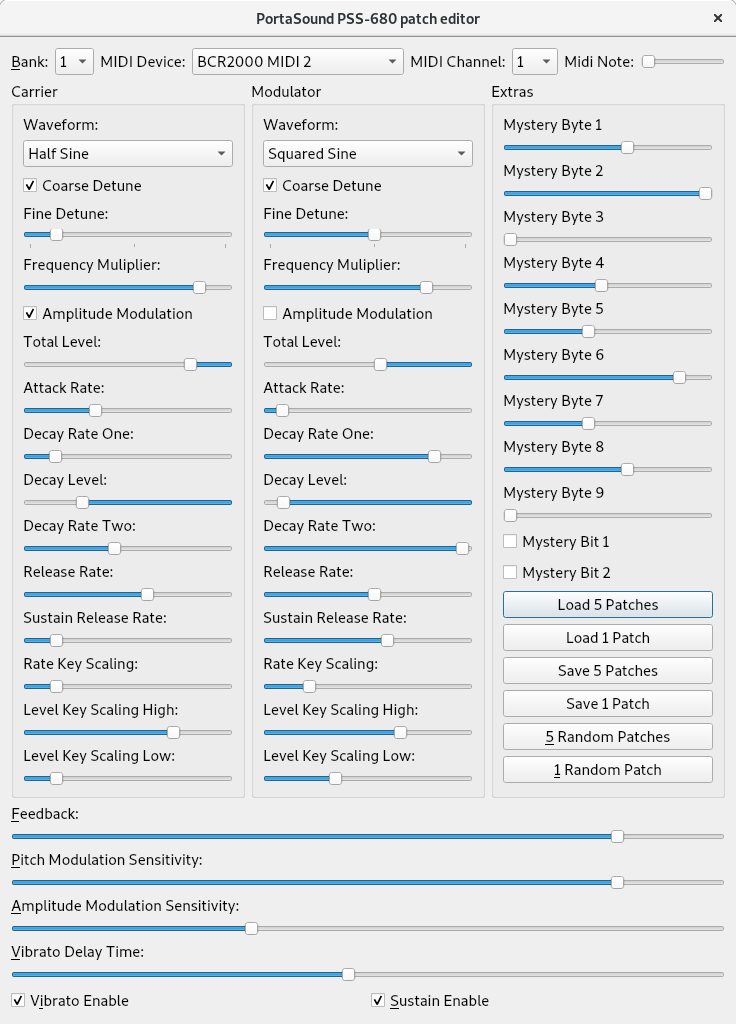 PortaSound PSS-680 patch editor
Bank: 1 MIDI Device: BCR2000 MIDI 2 MIDI Channel: 1 Midi Note:
Carrier
Waveform:
Half Sine
Coarse Detune
Fine Detune:
Frequency Muliplier:
Amplitude Modulation
Total Level:
Attack Rate:
Decay Rate One:
Decay Level:
Decay Rate Two:
Release Rate:
Sustain Release Rate:
Rate Key Scaling:
Level Key Scaling High:
Level Key Scaling Low:
Modulator
Waveform:
Squared Sine
Coarse Detune
Fine Detune:
Frequency Muliplier:
Amplitude Modulation
Total Level:
Attack Rate:
Decay Rate One:
Decay Level:
Decay Rate Two:
Release Rate:
Sustain Release Rate:
Rate Key Scaling:
Level Key Scaling High:
Level Key Scaling Low:
Extras
Mystery Byte 1
Mystery Byte 2
Mystery Byte 3
Mystery Byte 4
Mystery Byte 5
Mystery Byte 6
Mystery Byte 7
Mystery Byte 8
Mystery Byte 9
Mystery Bit 1
Mystery Bit 2
Load 5 Patches
Load 1 Patch
Save 5 Patches
Save 1 Patch
5 Random Patches
1 Random Patch
Feedback:
Pitch Modulation Sensitivity:
Amplitude Modulation Sensitivity:
Vibrato Delay Time:
Vibrato Enable
Sustain Enable